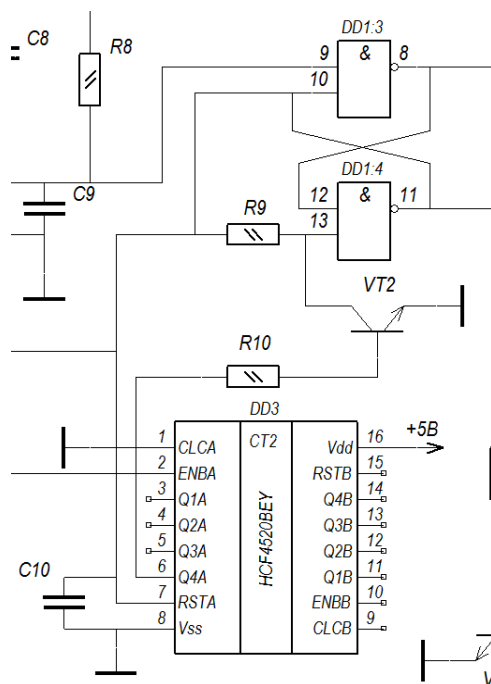 DD1:3
C8
R8
&
9
8
10
DD1:4
C9
&
12
11
13
R9
VT2
R10
DD3
+5В
1
CLCA
CT2
Vdd
16
2
ENBA
RSTB
15
3
Q1A
Q4B
14
4
Q2A
Q3B
13
5
Q3A
Q2B
12
6
Q4A
Q1B
11
7
RSTA
ENBB
10
8
Vss
CLCB
9
HCF4520BEY
C10
V